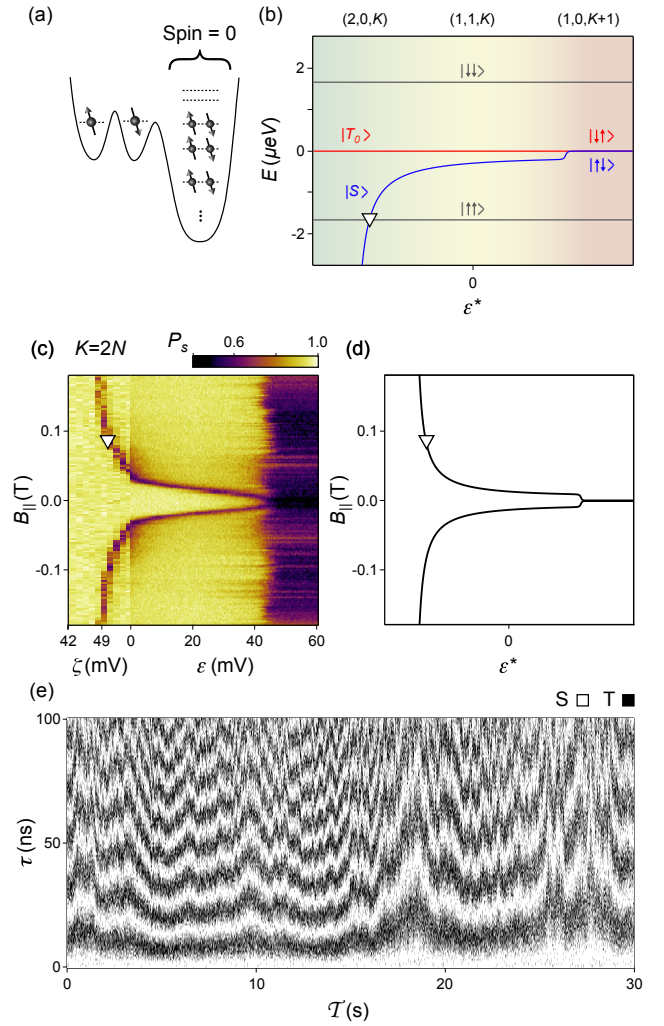 (a)
Spin = 0
(b)
(2,0,K)
(1,1,K)
(1,0,K+1)
E (μeV)
2
0
-2
|↓↓⟩
|T₀⟩
|↓↑⟩
|S⟩
|↑↓⟩
|↑↑⟩
0
ε*
(c)
K=2N
Pₛ
0.6
1.0
B||(T)
0.1
0.0
-0.1
42
49
0
20
40
60
ζ(mV)
ε (mV)
(d)
B||(T)
0.1
0.0
-0.1
0
ε*
(e)
S □ T ■
τ (ns)
100
50
0
0
10
20
30
𝒯(s)